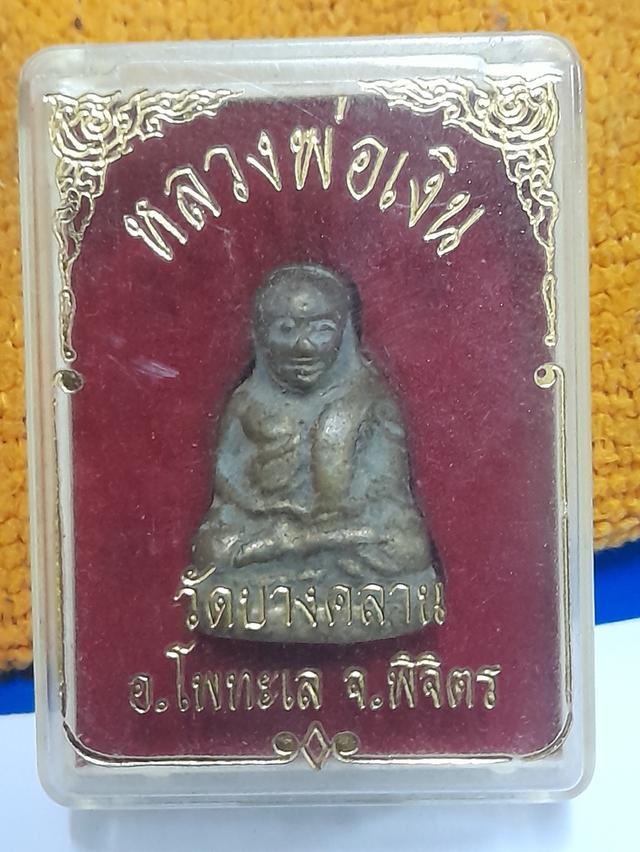 หลวงพ่อเงิน
วัดบางคลาน
อ.โพทะเล จ.พิจิตร